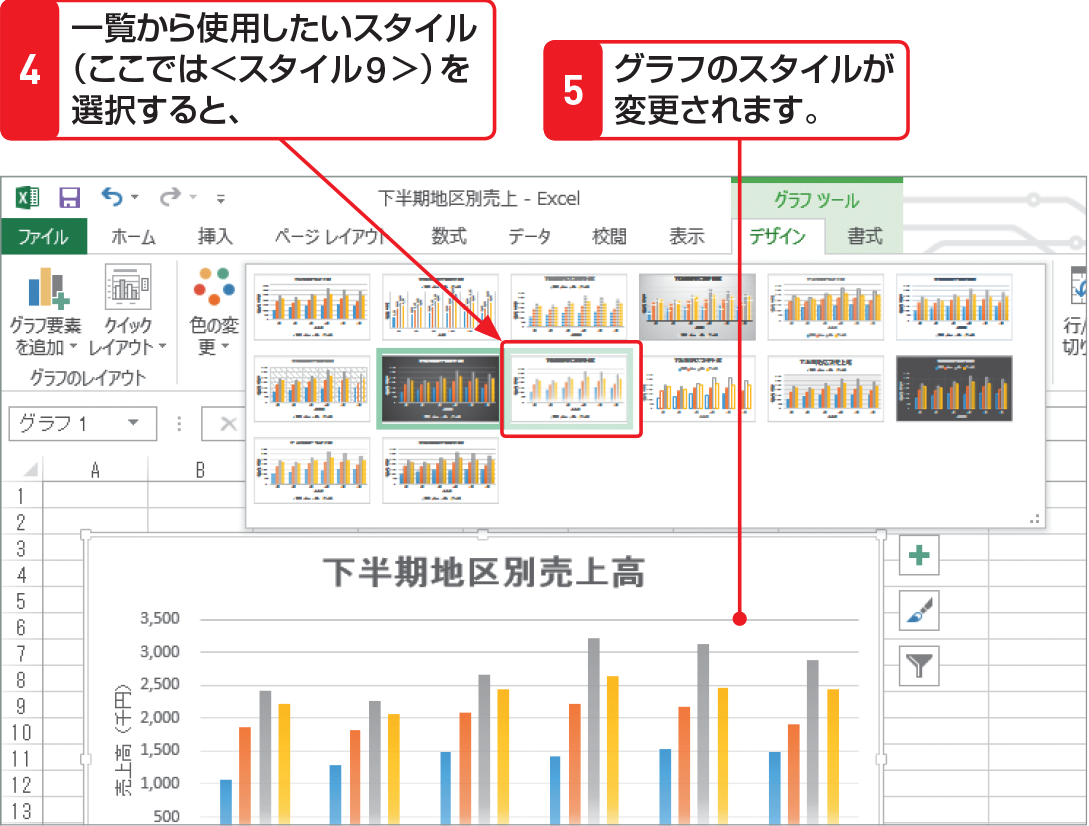 4
一覧から使用したいスタイル
（ここでは＜スタイル９＞）を
選択すると、
5
グラフのスタイルが
変更されます。
下半期地区別売上 - Excel
グラフ ツール
ファイル ホーム 挿入 ページ レイアウト 数式 データ 校閲 表示 デザイン 書式
グラフ要素
を追加
クイック
レイアウト
色の変
更
グラフのレイアウト
グラフ 1
A B
1
2
3
4
5
6
7
8
9
10
11
12
13
下半期地区別売上高
売上高（千円）
3,500
3,000
2,500
2,000
1,500
1,000
500